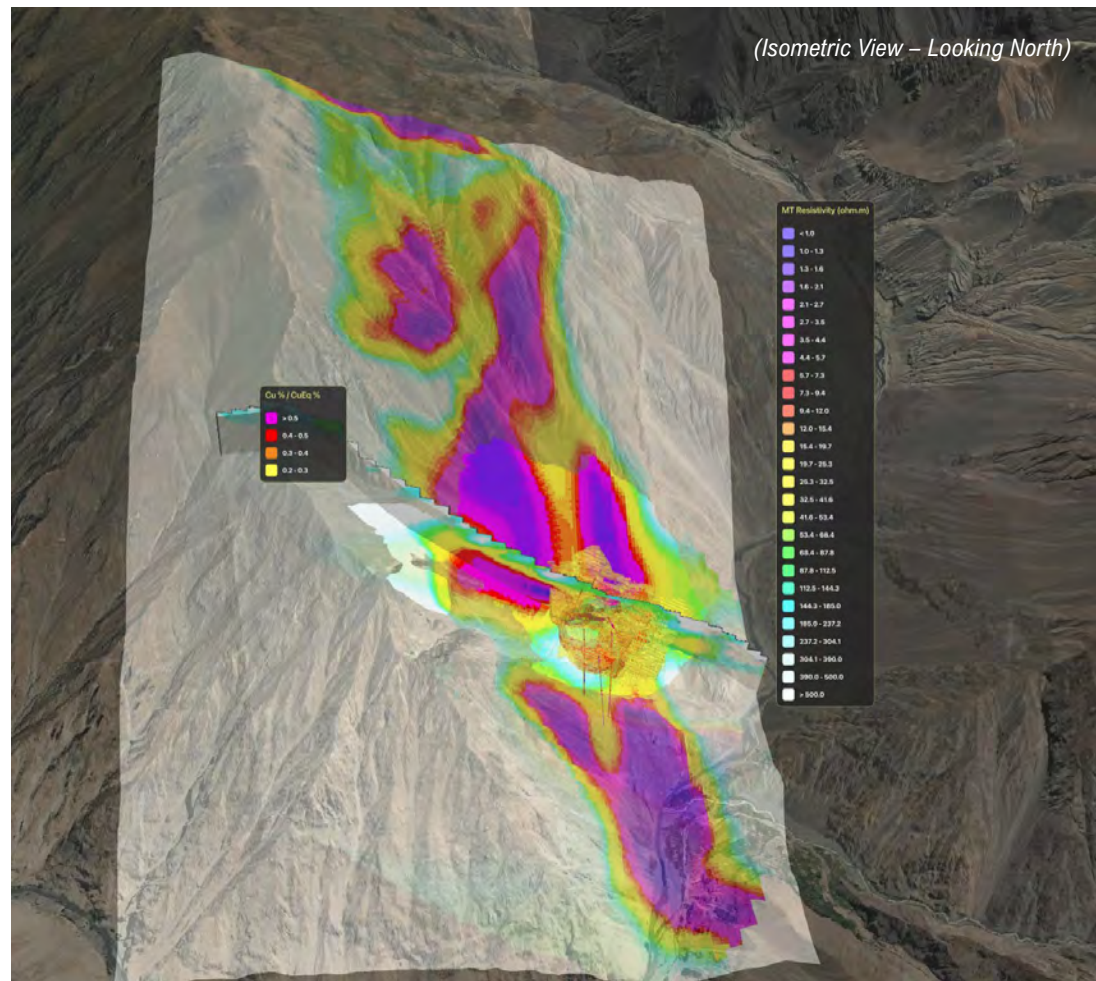 (Isometric View – Looking North)
MT Resistivity (ohm.m)
< 1.0
1.0 - 1.3
1.3 - 1.6
1.6 - 2.1
2.1 - 2.7
2.7 - 3.5
3.5 - 4.4
4.4 - 5.7
5.7 - 7.3
7.3 - 9.4
9.4 - 12.0
12.0 - 15.4
15.4 - 19.7
19.7 - 25.3
25.3 - 32.5
32.5 - 41.6
41.6 - 53.4
53.4 - 68.4
68.4 - 87.8
87.8 - 112.5
112.5 - 144.3
144.3 - 185.0
185.0 - 237.2
237.2 - 304.1
304.1 - 390.0
390.0 - 500.0
> 500.0
Cu % / CuEq %
> 0.5
0.4 - 0.5
0.3 - 0.4
0.2 - 0.3